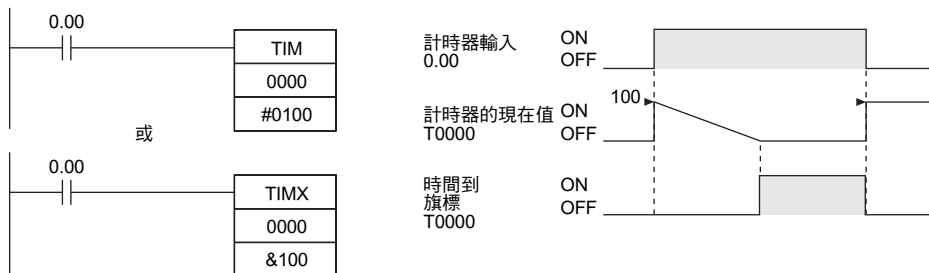 0.00
TIM
0000
#0100
或
0.00
TIMX
0000
&100
計時器輸入
0.00
ON
OFF
計時器的現在值
T0000
100
ON
OFF
時間到
旗標
T0000
ON
OFF